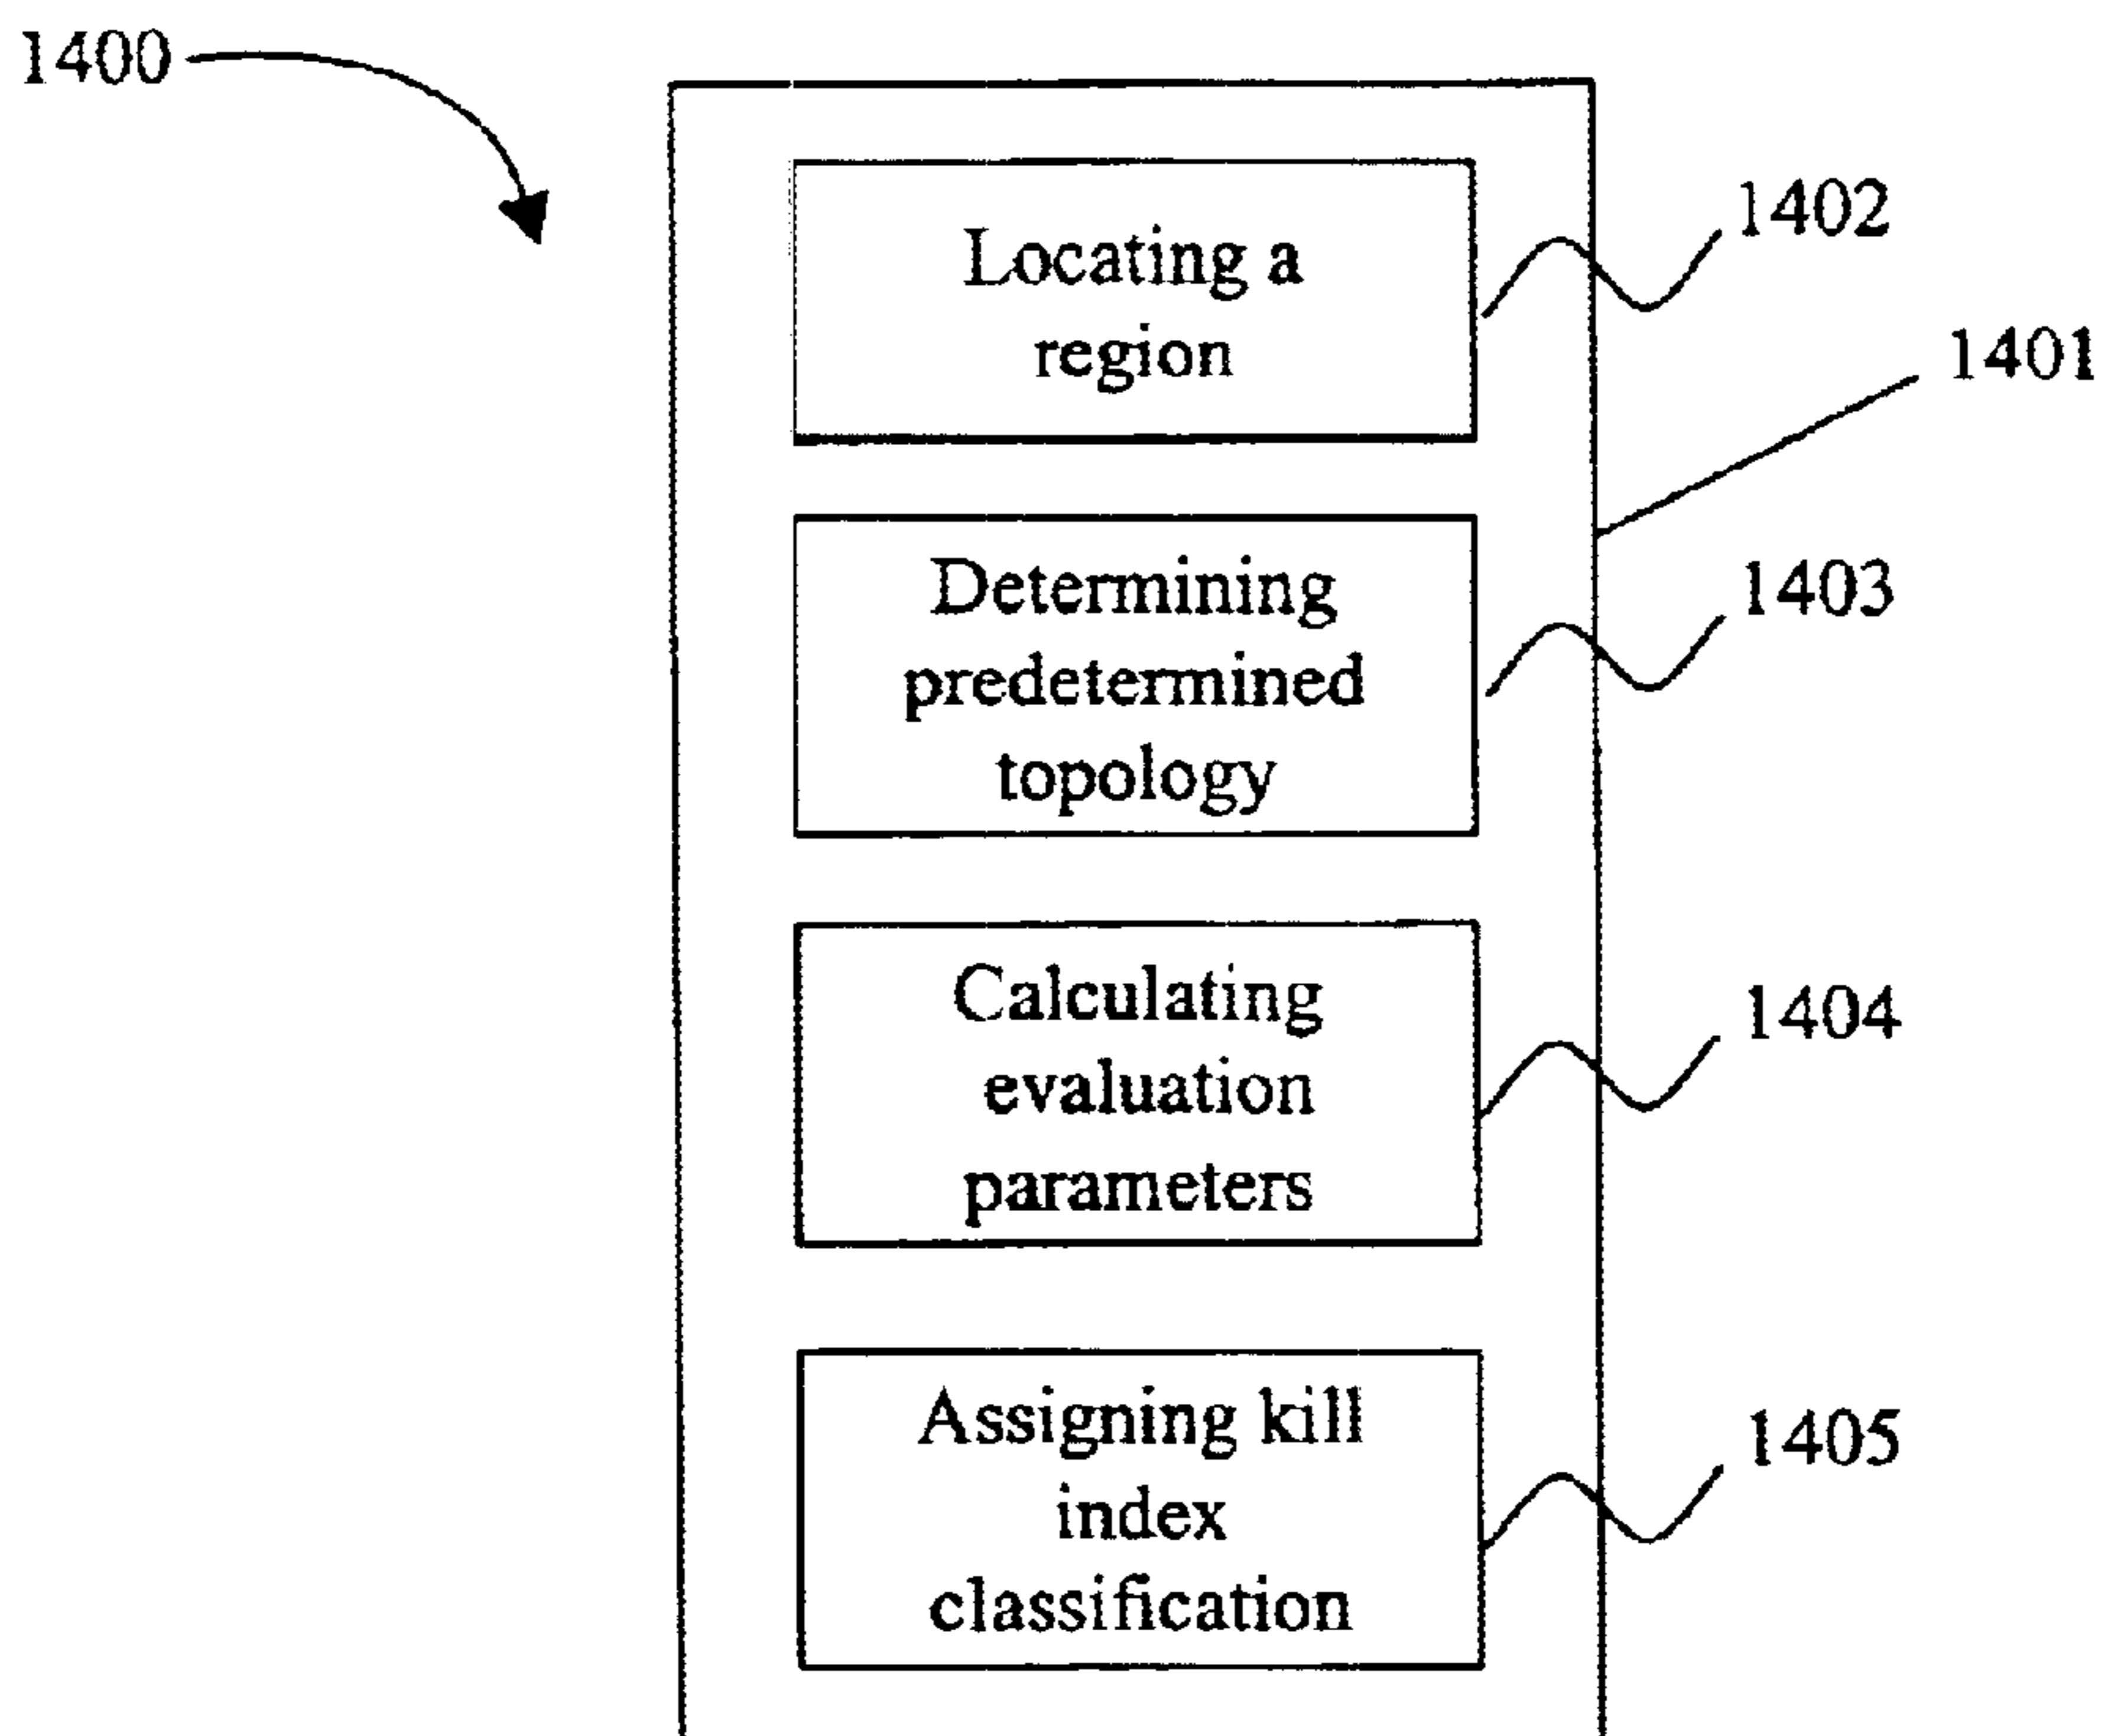 1400
Locating a
region
1402
1401
Determining
predetermined
topology
1403
Calculating
evaluation
parameters
1404
Assigning kill
index
classification
1405